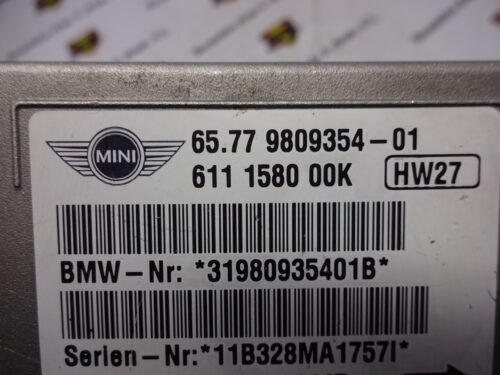 MINI
65.77 9809354-01
611 1580 00K HW27
BMW-Nr: *31980935401B*
Serien-Nr:*11B328MA1757I*